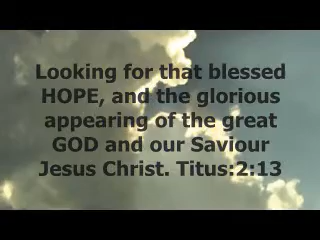 Looking for that blessed
HOPE, and the glorious
appearing of the great
GOD and our Saviour
Jesus Christ. Titus:2:13